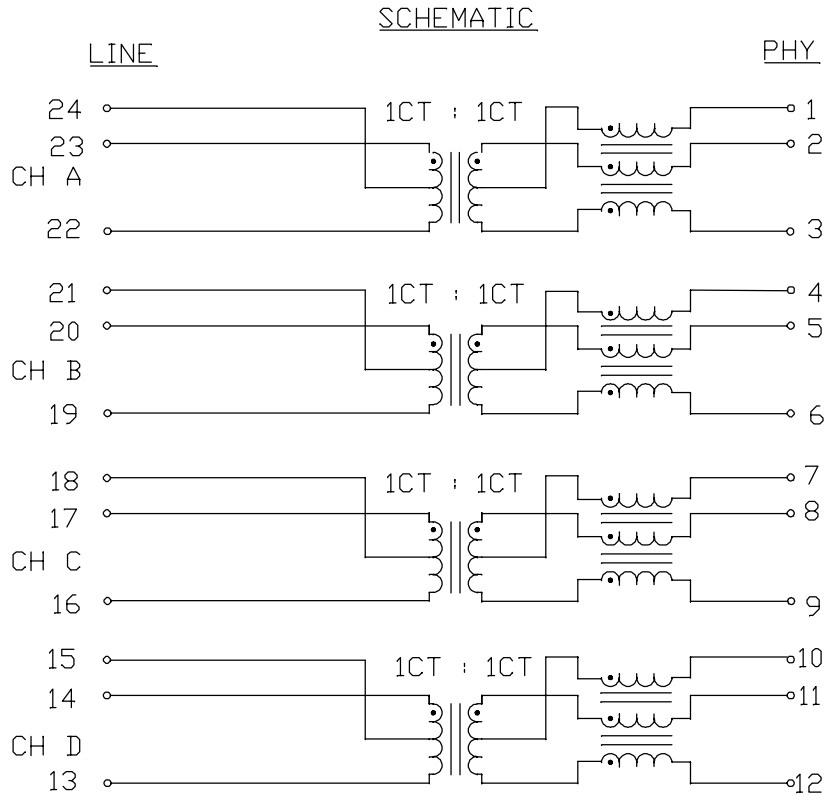 SCHEMATIC
LINE PHY
24 1CT : 1CT 1
23 2
CH A
22 3
21 1CT : 1CT 4
20 5
CH B
19 6
18 1CT : 1CT 7
17 8
CH C
16 9
15 1CT : 1CT 10
14 11
CH D
13 12